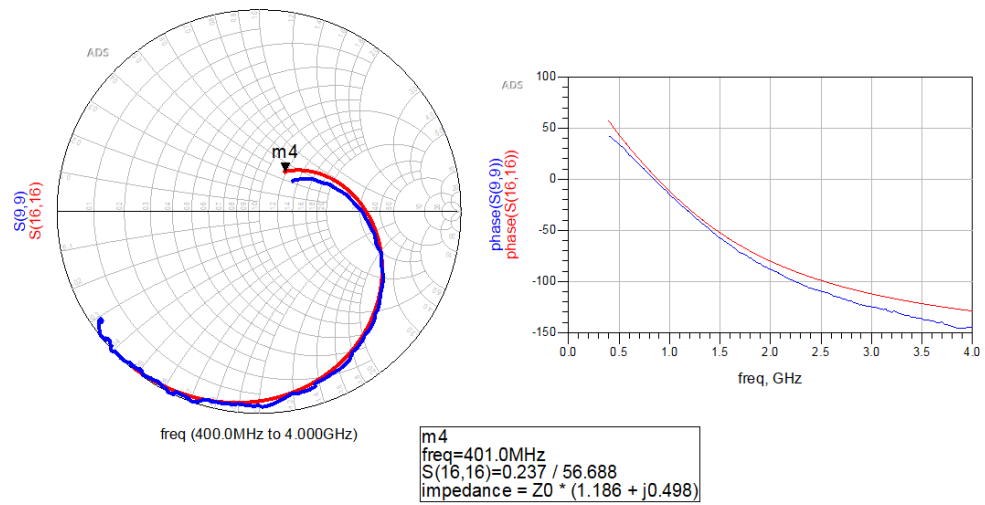 ADS
m4
S(9,9)
S(16,16)
freq (400.0MHz to 4.000GHz)
ADS
100
50
0
-50
-100
-150
phase(S(9,9))
phase(S(16,16))
0.0 0.5 1.0 1.5 2.0 2.5 3.0 3.5 4.0
freq, GHz
m4
freq=401.0MHz
S(16,16)=0.237 / 56.688
impedance = Z0 * (1.186 + j0.498)